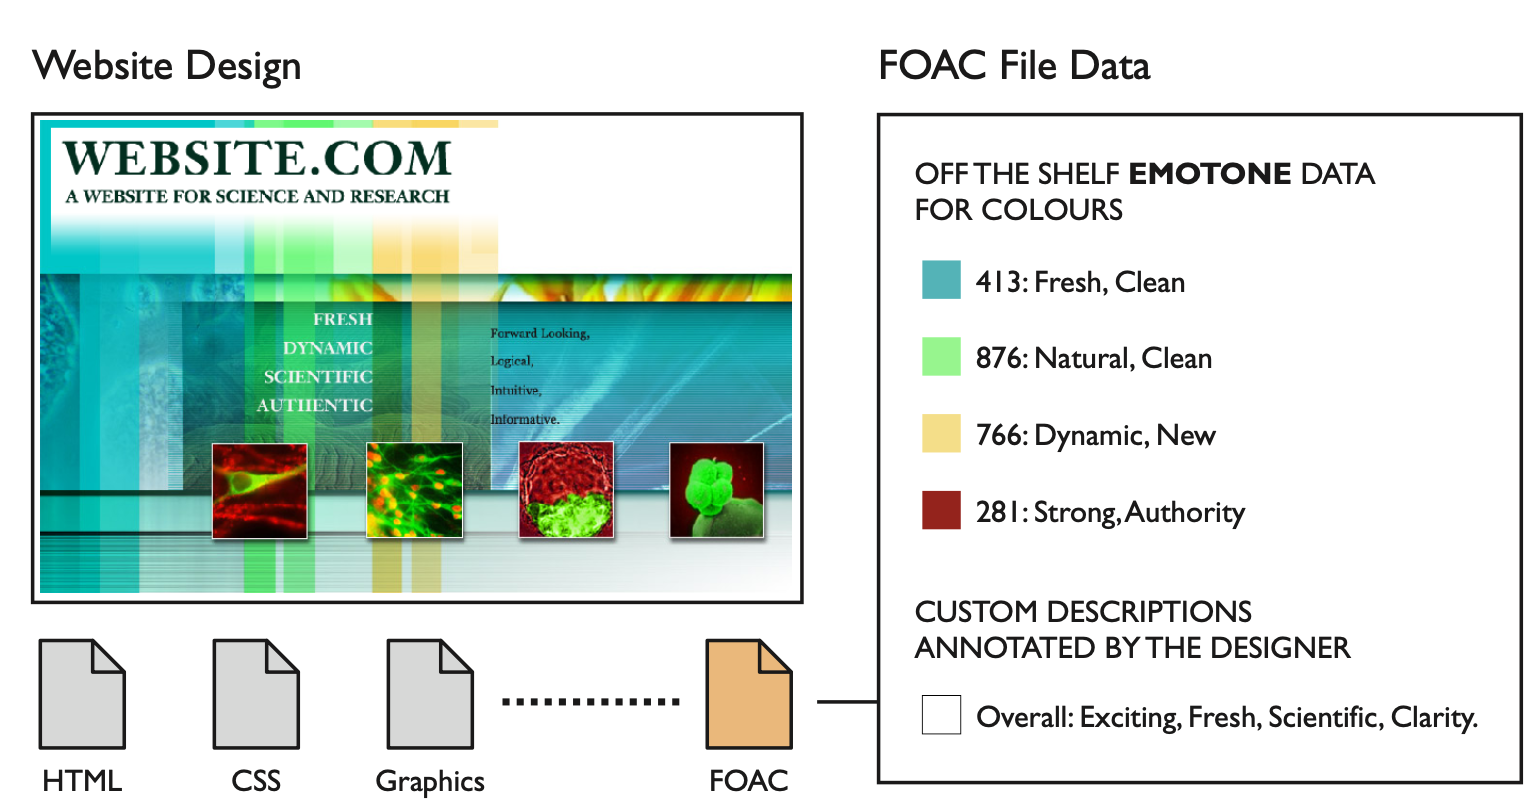 Website Design
FOAC File Data
WEBSITE.COM
A WEBSITE FOR SCIENCE AND RESEARCH
FRESH
DYNAMIC
SCIENTIFIC
AUTHENTIC
Forward Looking,
Logical,
Intuitive,
Informative.
HTML
CSS
Graphics
FOAC
OFF THE SHELF EMOTONE DATA
FOR COLOURS
413: Fresh, Clean
876: Natural, Clean
766: Dynamic, New
281: Strong, Authority
CUSTOM DESCRIPTIONS
ANNOTATED BY THE DESIGNER
Overall: Exciting, Fresh, Scientific, Clarity.